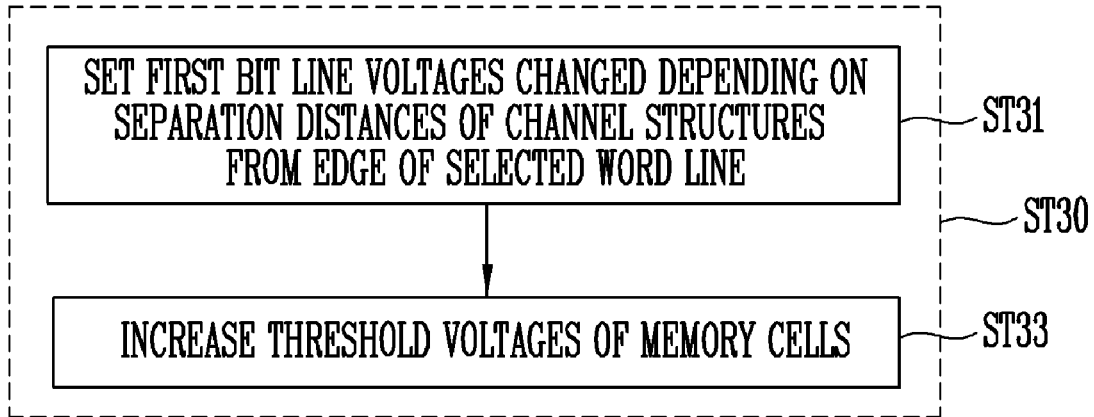 SET FIRST BIT LINE VOLTAGES CHANGED DEPENDING ON
SEPARATION DISTANCES OF CHANNEL STRUCTURES
FROM EDGE OF SELECTED WORD LINE
ST31
ST30
INCREASE THRESHOLD VOLTAGES OF MEMORY CELLS
ST33